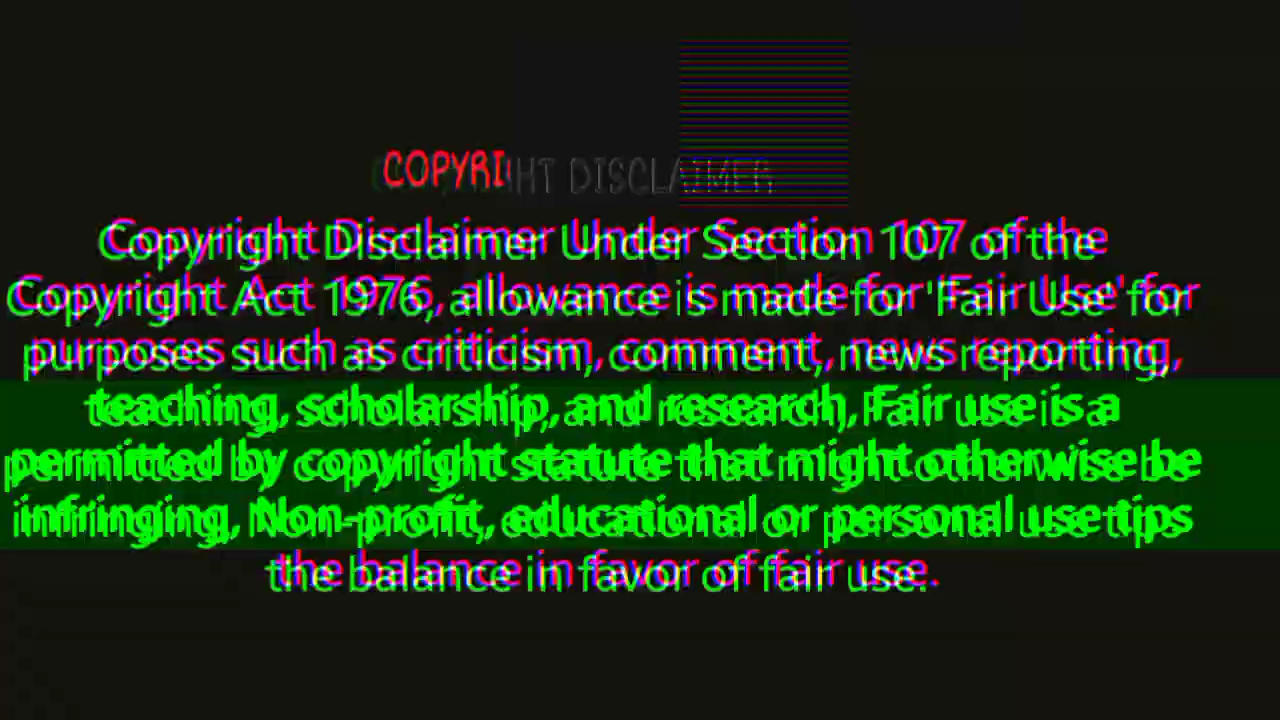 COPYRIGHT DISCLAIMER
Copyright Disclaimer Under Section 107 of the
Copyright Act 1976, allowance is made for 'Fair Use' for
purposes such as criticism, comment, news reporting,
teaching, scholarship, and research, Fair use is a
permitted by copyright statute that might otherwise be
infringing, Non-profit, educational or personal use tips
the balance in favor of fair use.